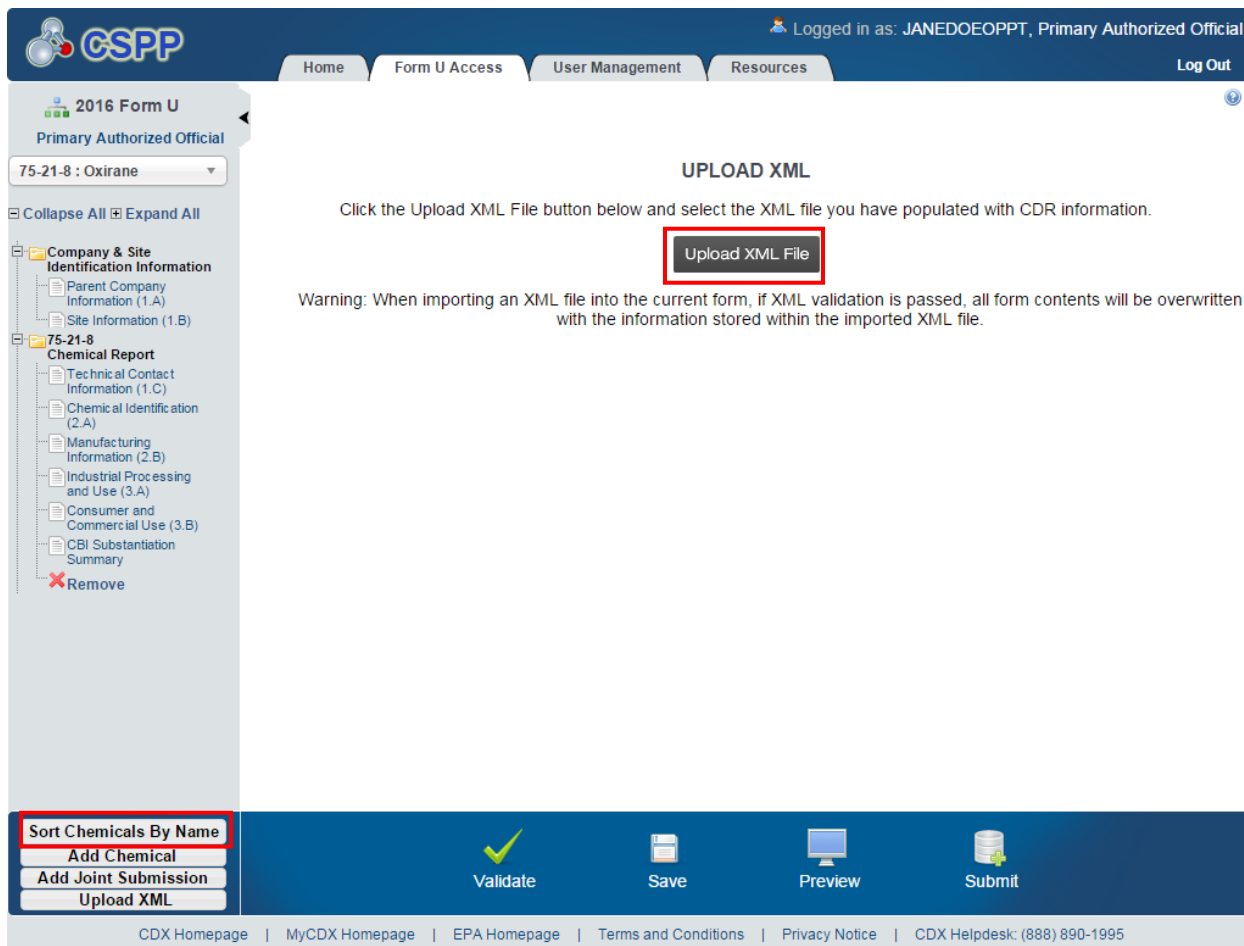 CSPP
Logged in as: JANEDOEOPPT, Primary Authorized Official
Home
Form U Access
User Management
Resources
Log Out
2016 Form U
Primary Authorized Official
75-21-8 : Oxirane
Collapse All
Expand All
Company & Site
Identification Information
Parent Company
Information (1.A)
Site Information (1.B)
75-21-8
Chemical Report
Technical Contact
Information (1.C)
Chemical Identification
(2.A)
Manufacturing
Information (2.B)
Industrial Processing
and Use (3.A)
Consumer and
Commercial Use (3.B)
CBI Substantiation
Summary
Remove
UPLOAD XML
Click the Upload XML File button below and select the XML file you have populated with CDR information.
Upload XML File
Warning: When importing an XML file into the current form, if XML validation is passed, all form contents will be overwritten
with the information stored within the imported XML file.
Sort Chemicals By Name
Add Chemical
Add Joint Submission
Upload XML
Validate
Save
Preview
Submit
CDX Homepage | MyCDX Homepage | EPA Homepage | Terms and Conditions | Privacy Notice | CDX Helpdesk: (888) 890-1995